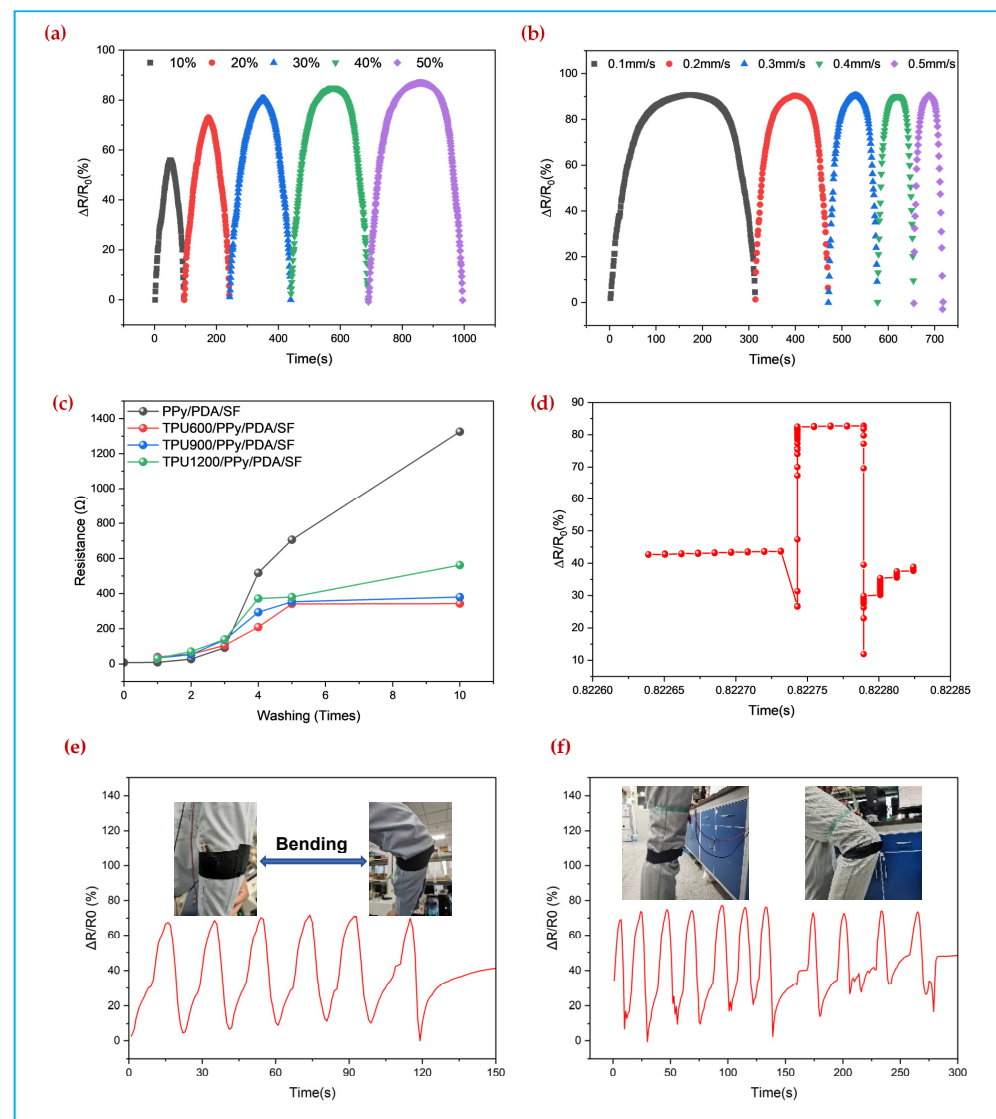 (a)
10% 20% 30% 40% 50%
100
80
60
40
20
0
ΔR/R₀(%)
0 200 400 600 800 1000
Time(s)
(b)
0.1mm/s 0.2mm/s 0.3mm/s 0.4mm/s 0.5mm/s
100
80
60
40
20
0
ΔR/R₀(%)
0 100 200 300 400 500 600 700
Time(s)
(c)
PPy/PDA/SF
TPU600/PPy/PDA/SF
TPU900/PPy/PDA/SF
TPU1200/PPy/PDA/SF
1400
1200
1000
800
600
400
200
0
Resistance (Ω)
0 2 4 6 8 10
Washing (Times)
(d)
90
80
70
60
50
40
30
20
10
ΔR/R₀(%)
0.82260 0.82265 0.82270 0.82275 0.82280 0.82285
Time(s)
(e)
140
120
100
80
60
40
20
0
ΔR/R0 (%)
Bending
0 30 60 90 120 150
Time(s)
(f)
140
120
100
80
60
40
20
0
ΔR/R0 (%)
0 50 100 150 200 250 300
Time(s)